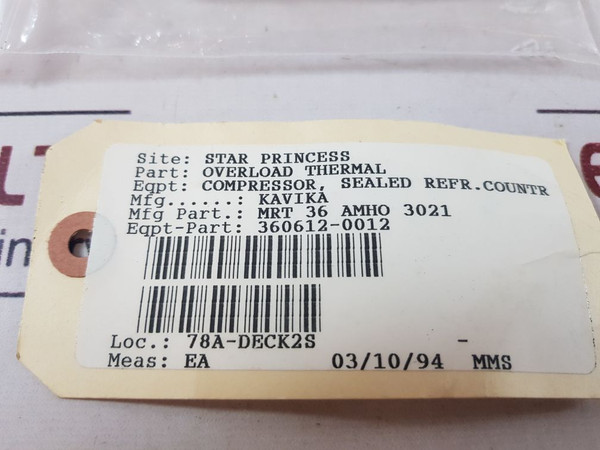 Site: STAR PRINCESS
Part: OVERLOAD THERMAL
Eqpt: COMPRESSOR, SEALED REFR.COUNTR
Mfg......: KAVIKA
Mfg Part.: MRT 36 AMHO 3021
Eqpt-Part: 360612-0012
Loc.: 78A-DECK2S -
Meas: EA 03/10/94 MMS